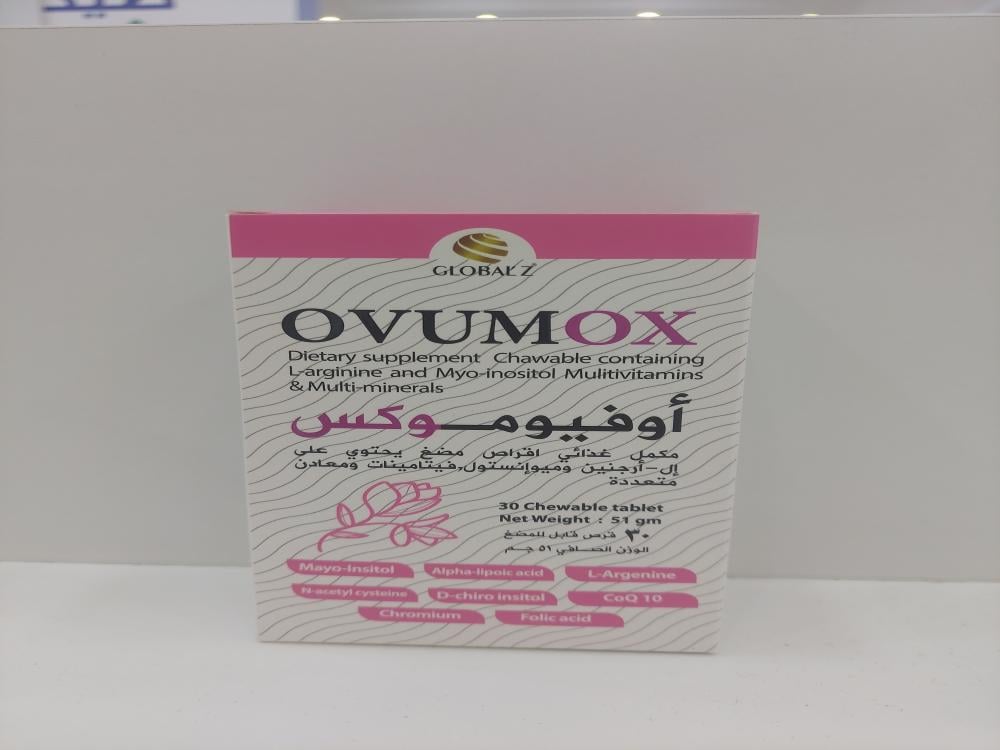 GLOBAL Z
OVUMOX
Dietary supplement Chawable containing
L-arginine and Myo-inositol Mulitivitamins
& Multi-minerals
أوفيومـوكس
مكمل غذائي اقراص مضغ يحتوي على
إل-أرجنين وميوإنستول,فيتامينات ومعادن
متعددة
30 Chewable tablet
Net Weight : 51 gm
٣٠ قرص قابل للمضغ
الوزن الصافي ٥١ جم
Mayo-Insitol Alpha-lipoic acid L-Argenine
N-acetyl cysteine D-chiro insitol CoQ 10
Chromium Folic acid